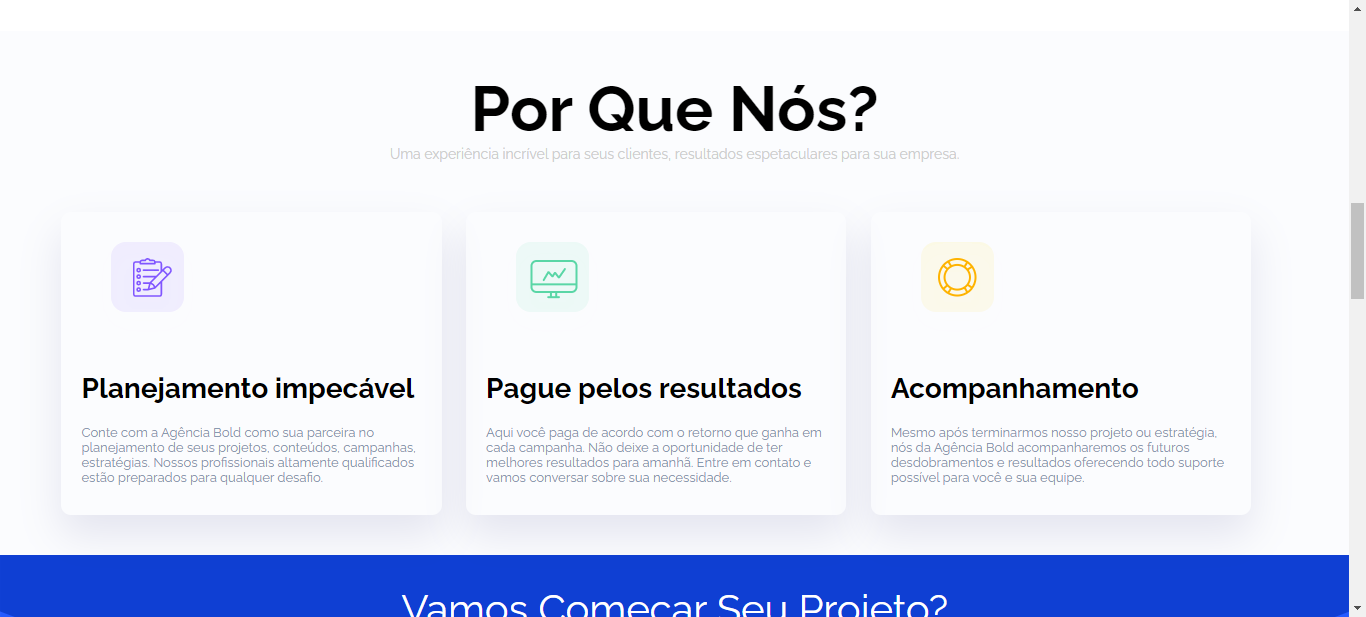 Por Que Nós?
Uma experiência incrível para seus clientes, resultados espetaculares para sua empresa.
Planejamento impecável
Conte com a Agência Bold como sua parceira no
planejamento de seus projetos, conteúdos, campanhas,
estratégias. Nossos profissionais altamente qualificados
estão preparados para qualquer desafio.
Pague pelos resultados
Aqui você paga de acordo com o retorno que ganha em
cada campanha. Não deixe a oportunidade de ter
melhores resultados para amanhã. Entre em contato e
vamos conversar sobre sua necessidade.
Acompanhamento
Mesmo após terminarmos nosso projeto ou estratégia,
nós da Agência Bold acompanharemos os futuros
desdobramentos e resultados oferecendo todo suporte
possível para você e sua equipe.
Vamos Começar Seu Projeto?